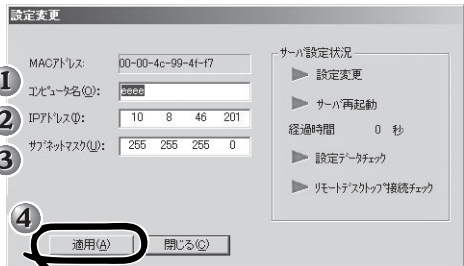 設定変更
MACアドレス: 00-00-4c-99-4f-f7
1 コンピュータ名(O): eeee
2 IPアドレス(I): 10 8 46 201
3 サブネットマスク(U): 255 255 255 0
4
適用(A) 閉じる(C)
サーバ設定状況
設定変更
サーバ再起動
経過時間 0 秒
設定データチェック
リモートデスクトップ接続チェック